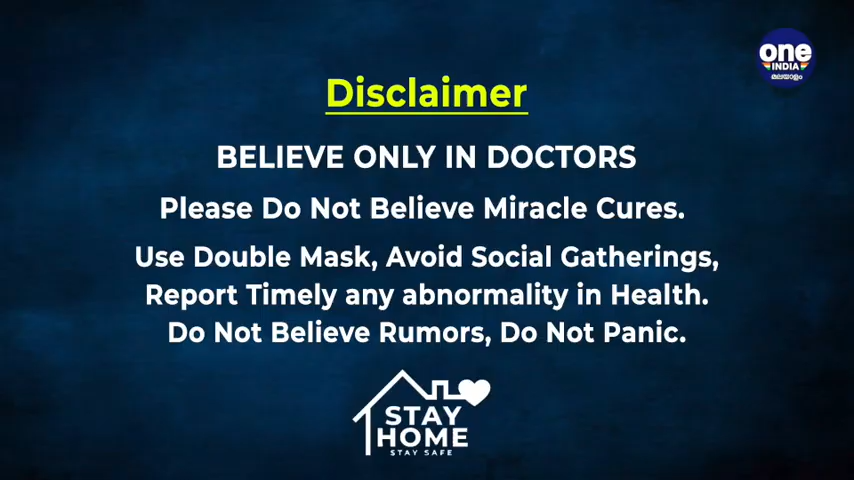 one
INDIA
മലയാളം
Disclaimer
BELIEVE ONLY IN DOCTORS
Please Do Not Believe Miracle Cures.
Use Double Mask, Avoid Social Gatherings,
Report Timely any abnormality in Health.
Do Not Believe Rumors, Do Not Panic.
STAY
HOME
STAY SAFE